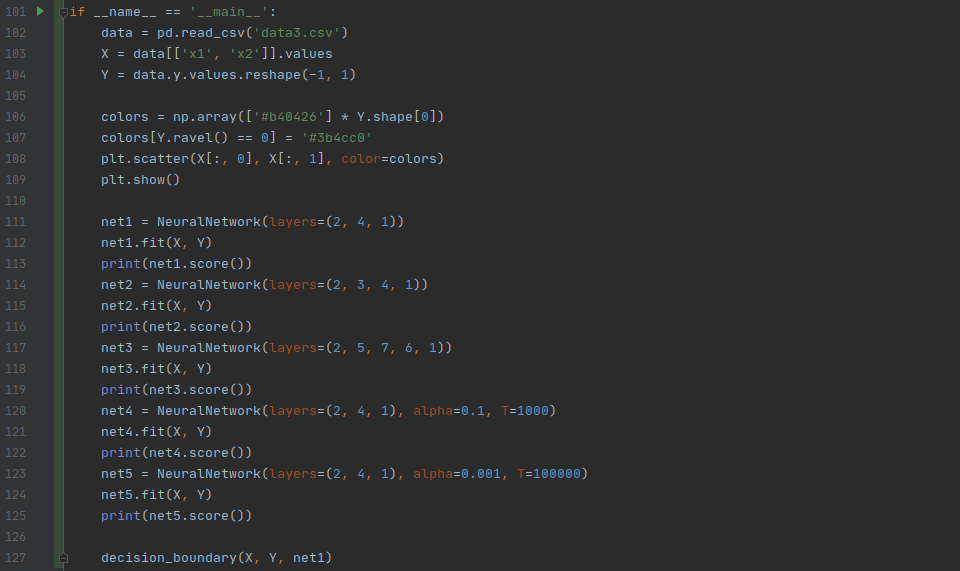 101 if __name__ == '__main__':
102     data = pd.read_csv('data3.csv')
103     X = data[['x1', 'x2']].values
104     Y = data.y.values.reshape(-1, 1)
105
106     colors = np.array(['#b40426'] * Y.shape[0])
107     colors[Y.ravel() == 0] = '#3b4cc0'
108     plt.scatter(X[:, 0], X[:, 1], color=colors)
109     plt.show()
110
111     net1 = NeuralNetwork(layers=(2, 4, 1))
112     net1.fit(X, Y)
113     print(net1.score())
114     net2 = NeuralNetwork(layers=(2, 3, 4, 1))
115     net2.fit(X, Y)
116     print(net2.score())
117     net3 = NeuralNetwork(layers=(2, 5, 7, 6, 1))
118     net3.fit(X, Y)
119     print(net3.score())
120     net4 = NeuralNetwork(layers=(2, 4, 1), alpha=0.1, T=1000)
121     net4.fit(X, Y)
122     print(net4.score())
123     net5 = NeuralNetwork(layers=(2, 4, 1), alpha=0.001, T=100000)
124     net5.fit(X, Y)
125     print(net5.score())
126
127     decision_boundary(X, Y, net1)